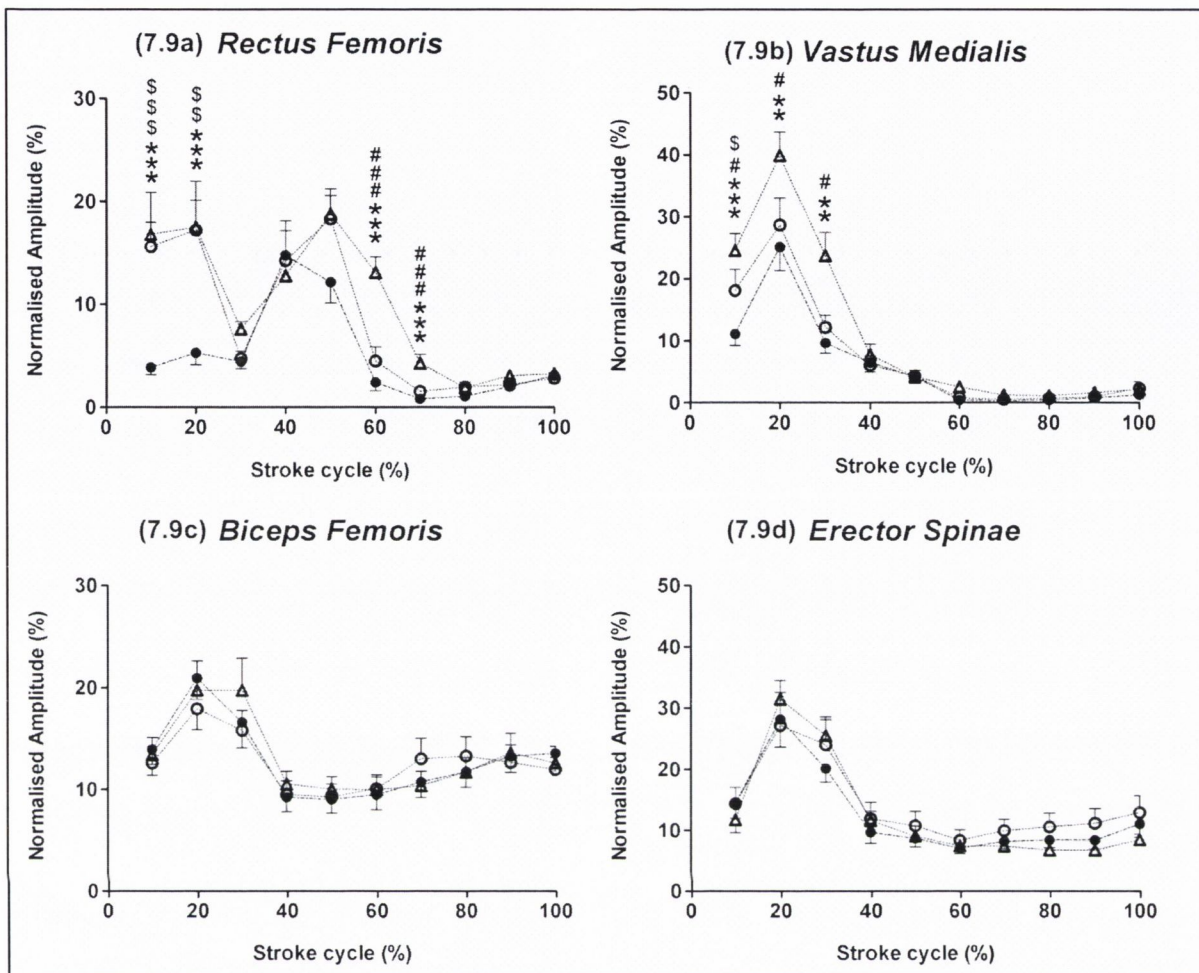 (7.9a) Rectus Femoris
$$$***
$$***
###***
###***
30
20
10
0
Normalised Amplitude (%)
0 20 40 60 80 100
Stroke cycle (%)
(7.9b) Vastus Medialis
$#***
#**
#**
50
40
30
20
10
0
Normalised Amplitude (%)
0 20 40 60 80 100
Stroke cycle (%)
(7.9c) Biceps Femoris
30
20
10
0
Normalised Amplitude (%)
0 20 40 60 80 100
Stroke cycle (%)
(7.9d) Erector Spinae
50
40
30
20
10
0
Normalised Amplitude (%)
0 20 40 60 80 100
Stroke cycle (%)